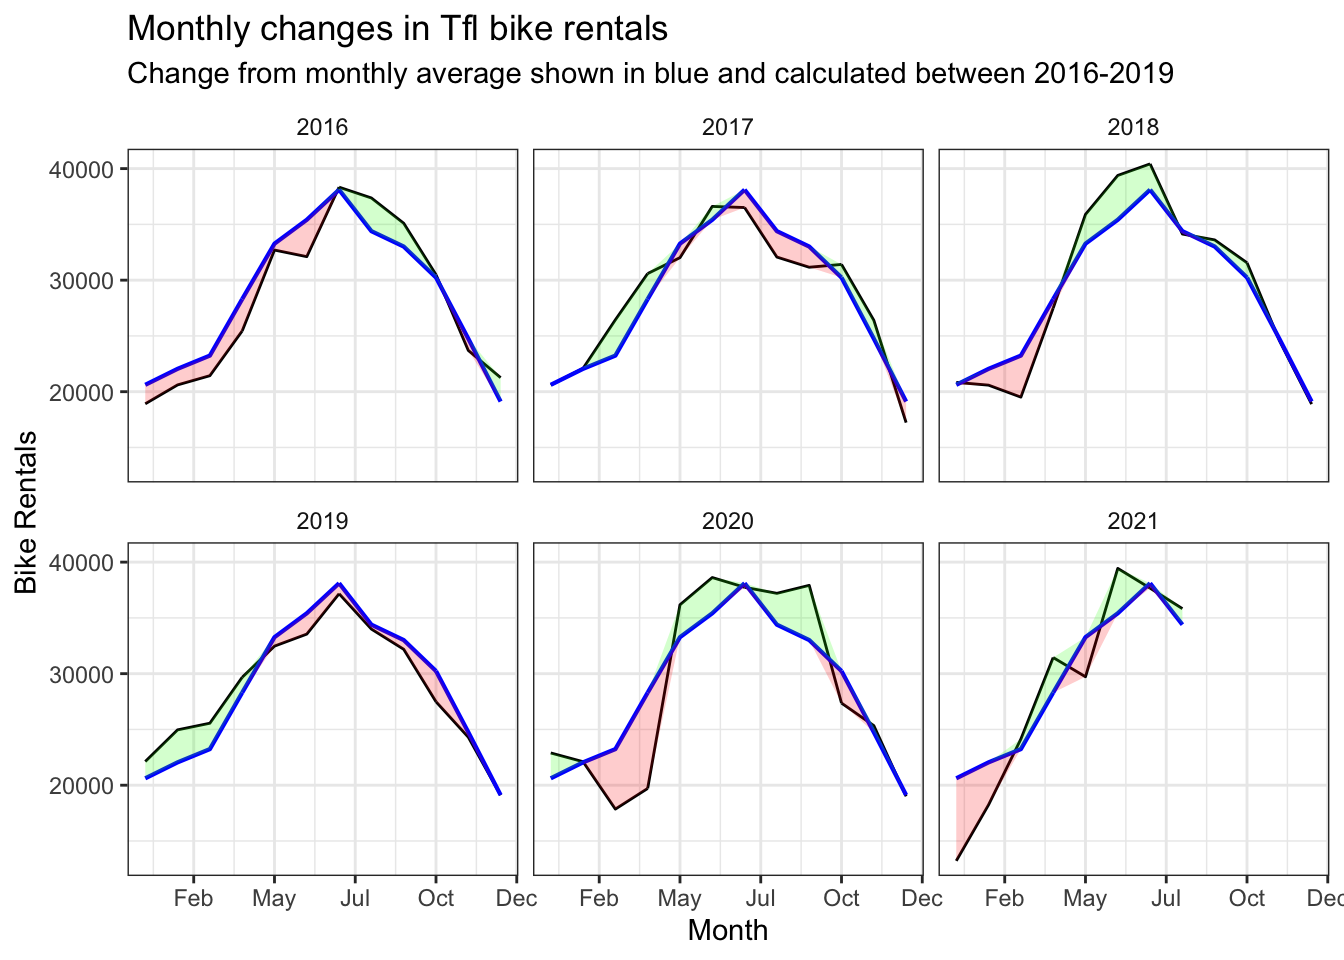 Monthly changes in Tfl bike rentals
Change from monthly average shown in blue and calculated between 2016-2019
2016 2017 2018
40000
30000
20000
2019 2020 2021
40000
30000
20000
Bike Rentals
Feb May Jul Oct Dec Feb May Jul Oct Dec Feb May Jul Oct Dec
Month